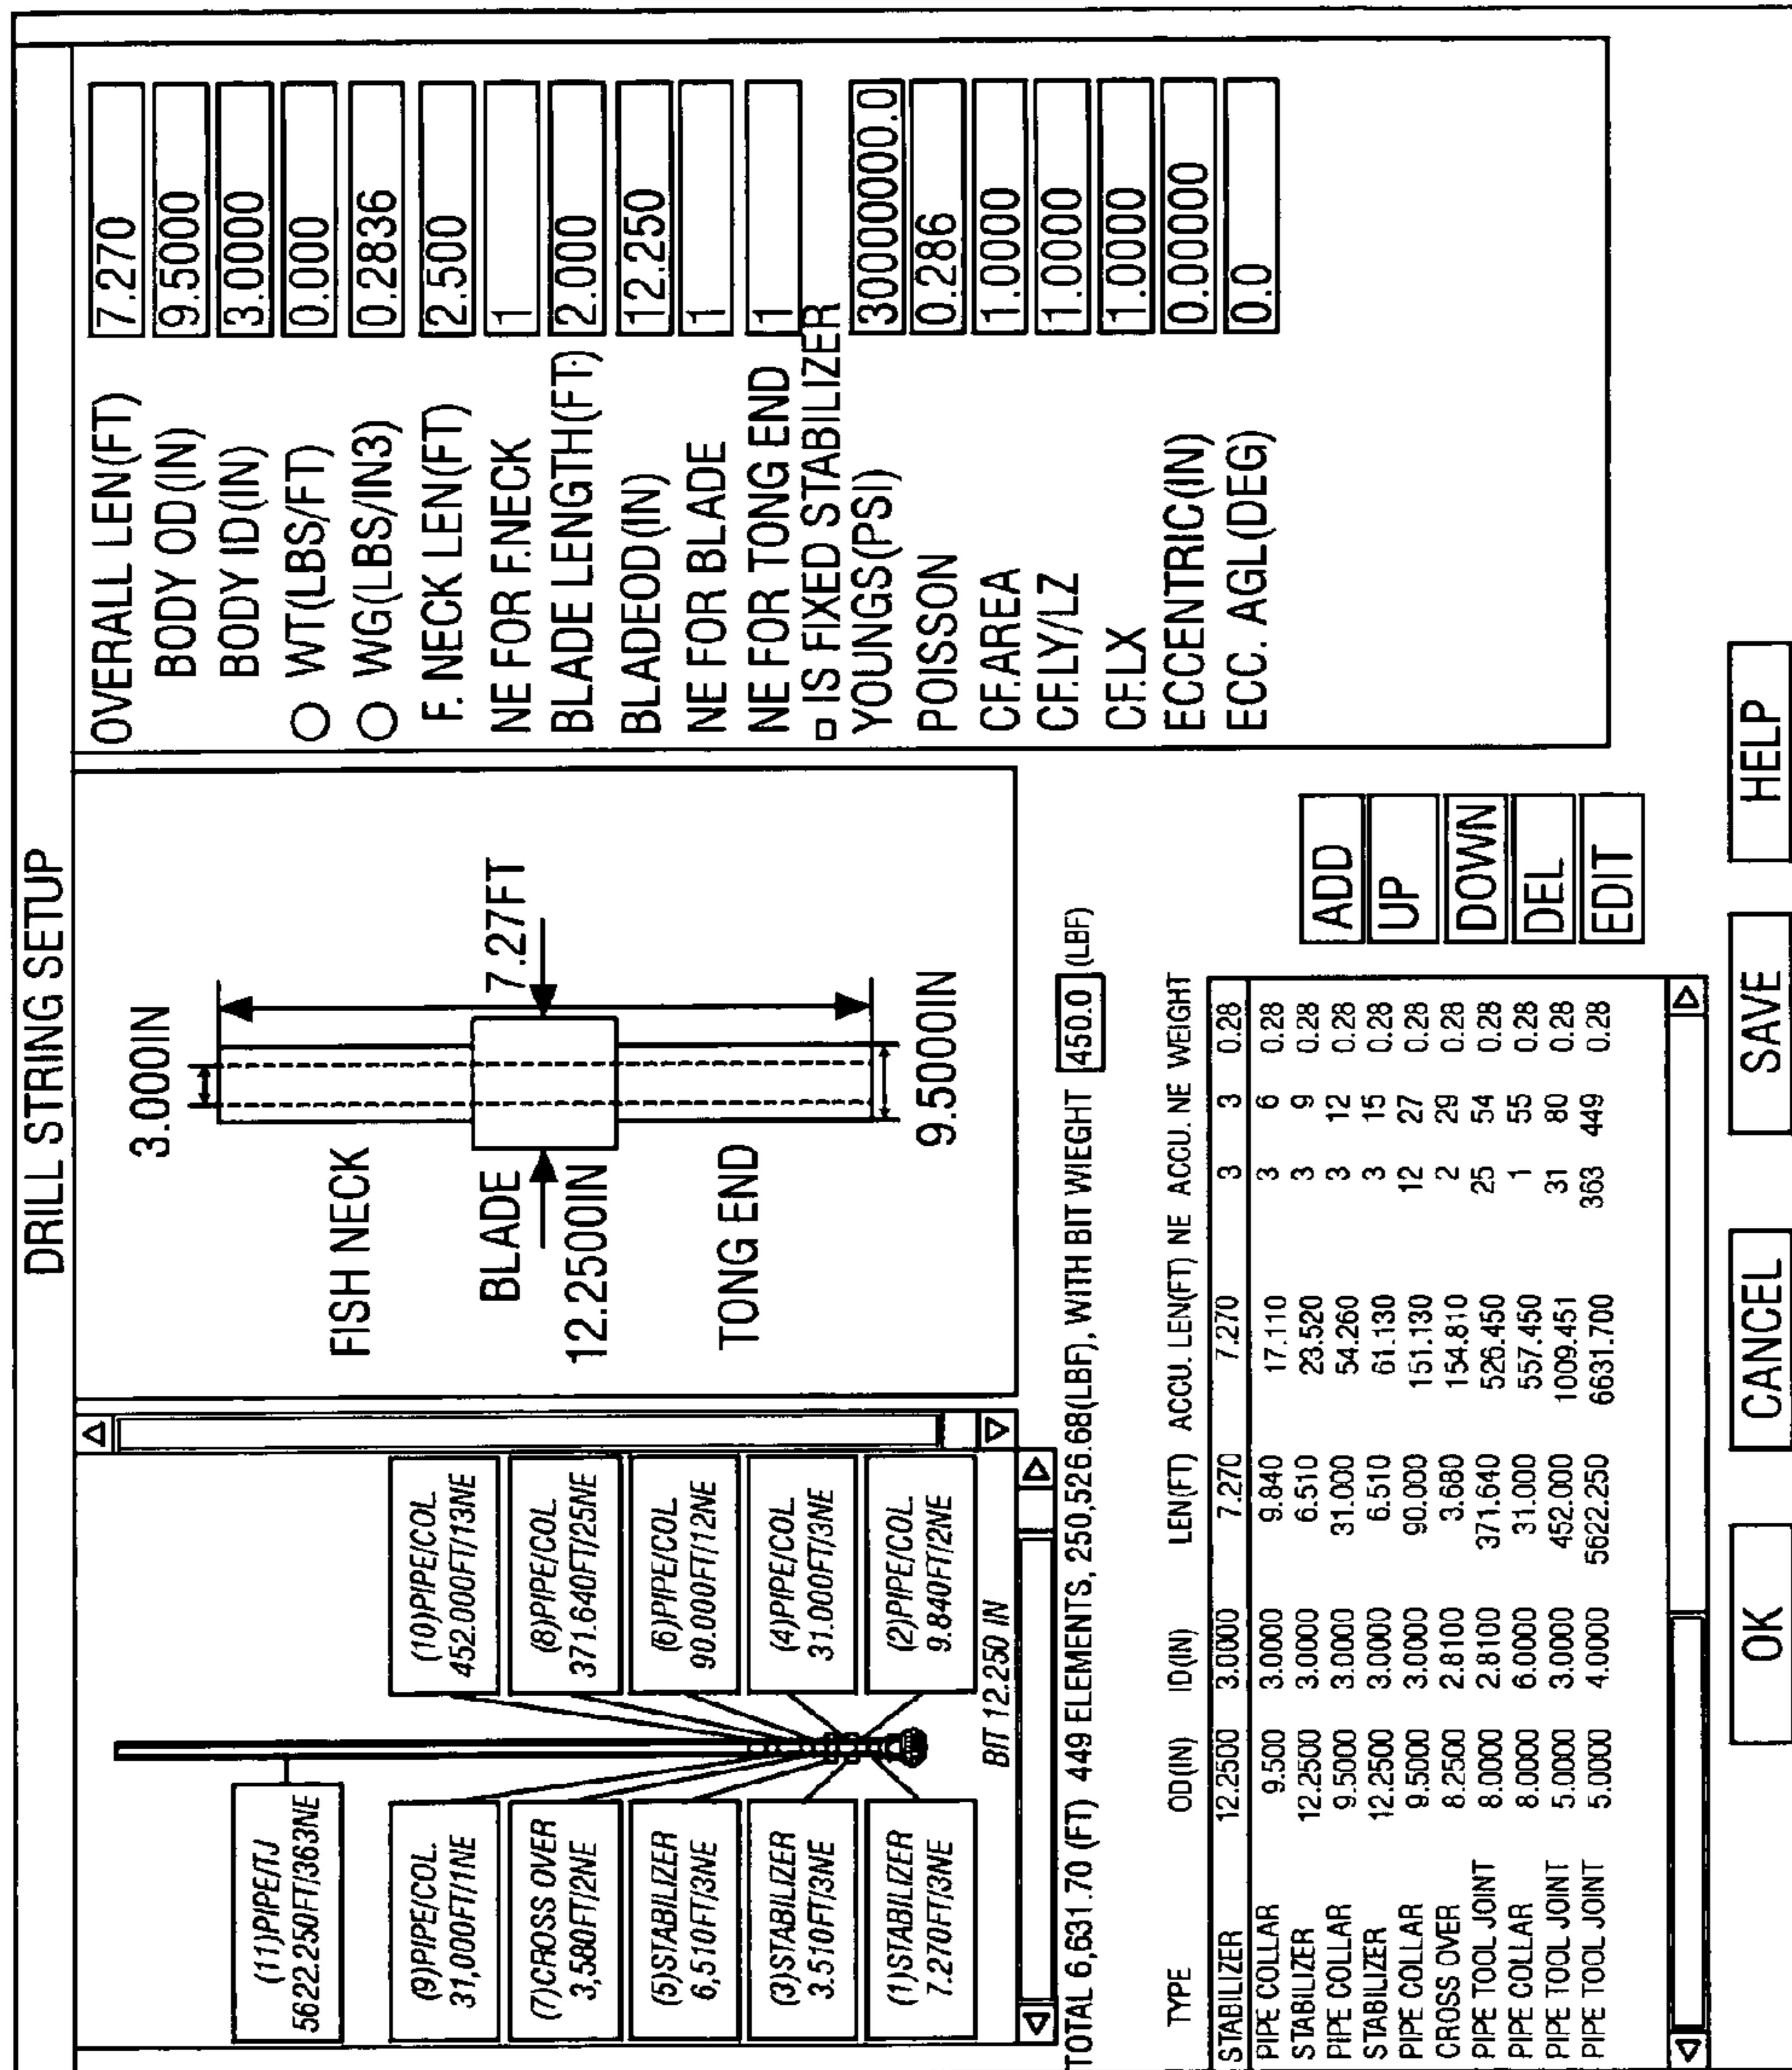 DRILL STRING SETUP
(11)PIPE/TJ
5622.250FT/363NE
(9)PIPE/COL.
31,000FT/1NE
(10)PIPE/COL.
452.000FT/13NE
(7)CROSS OVER
3,580FT/2NE
(8)PIPE/COL
371.640FT/25NE
(5)STABILIZER
6,510FT/3NE
(6)PIPE/COL
90.000FT/12NE
(3)STABILIZER
3.510FT/3NE
(4)PIPE/COL
31.000FT/3NE
(1)STABILIZER
7.270FT/3NE
(2)PIPE/COL.
9.840FT/2NE
BIT 12.250 IN
3.000IN
FISH NECK
BLADE
7.27FT
12.2500IN
TONG END
9.5000IN
OVERALL LEN(FT) 7.270
BODY OD(IN) 9.5000
BODY ID(IN) 3.0000
WT(LBS/FT) 0.000
WG(LBS/IN3) 0.2836
F. NECK LEN(FT) 2.500
NE FOR F.NECK 1
BLADE LENGTH(FT) 2.000
BLADEOD(IN) 12.250
NE FOR BLADE 1
NE FOR TONG END 1
IS FIXED STABILIZER
YOUNGS(PSI) 30000000.0
POISSON 0.286
CF.AREA 1.0000
CF.LY/LZ 1.0000
CF.LX 1.0000
ECCENTRIC(IN) 0.00000
ECC. AGL(DEG) 0.0
TOTAL 6,631.70 (FT) 449 ELEMENTS, 250,526.68(LBF), WITH BIT WIEGHT 450.0 (LBF)
TYPE OD(IN) ID(IN) LEN(FT) ACCU. LEN(FT) NE ACCU. NE WEIGHT
STABILIZER 12.2500 3.0000 7.270 7.270 3 3 0.28
PIPE COLLAR 9.500 3.0000 9.840 17.110 3 6 0.28
STABILIZER 12.2500 3.0000 6.510 23.520 3 9 0.28
PIPE COLLAR 9.5000 3.0000 31.000 54.260 3 12 0.28
STABILIZER 12.2500 3.0000 6.510 61.130 3 15 0.28
PIPE COLLAR 9.5000 3.0000 90.000 151.130 12 27 0.28
CROSS OVER 8.2500 2.8100 3.680 154.810 2 29 0.28
PIPE TOOL JOINT 8.0000 2.8100 371.640 526.450 25 54 0.28
PIPE COLLAR 8.0000 6.0000 31.000 557.450 1 55 0.28
PIPE TOOL JOINT 5.0000 3.0000 452.000 1009.451 31 80 0.28
PIPE TOOL JOINT 5.0000 4.0000 5622.250 6631.700 363 449 0.28
ADD
UP
DOWN
DEL
EDIT
OK CANCEL SAVE HELP